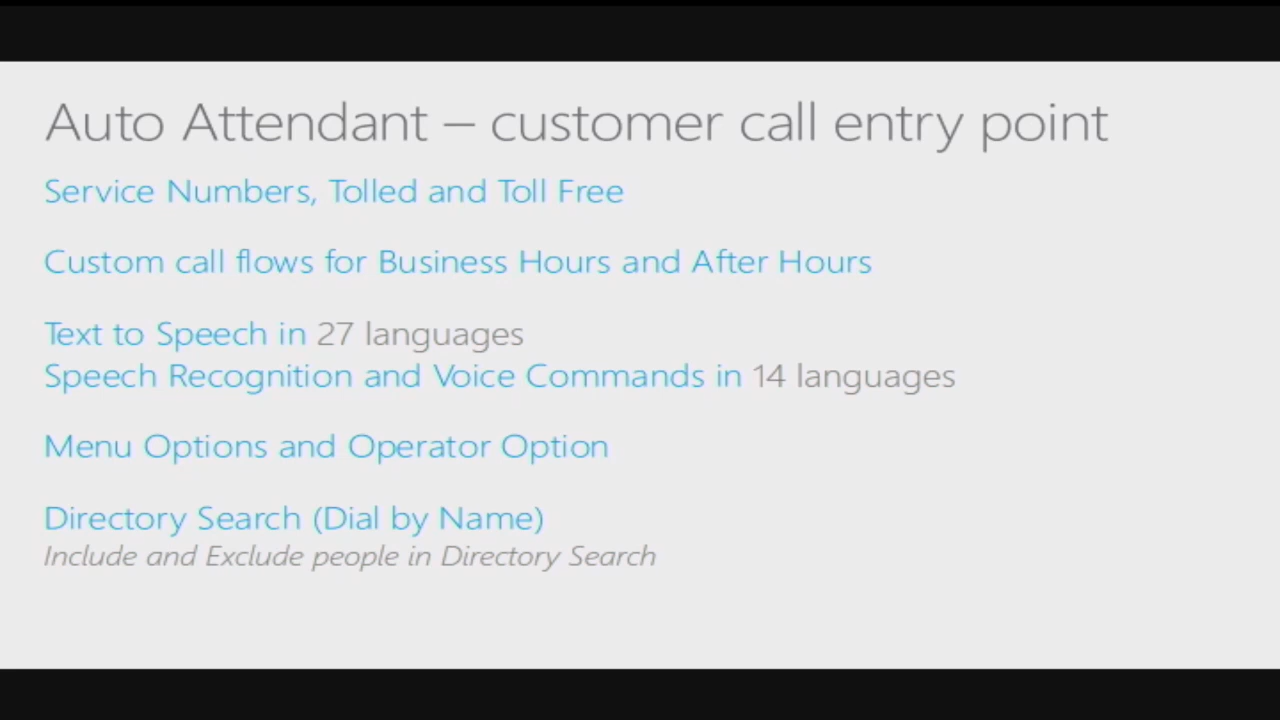 Auto Attendant – customer call entry point
Service Numbers, Tolled and Toll Free
Custom call flows for Business Hours and After Hours
Text to Speech in 27 languages
Speech Recognition and Voice Commands in 14 languages
Menu Options and Operator Option
Directory Search (Dial by Name)
Include and Exclude people in Directory Search